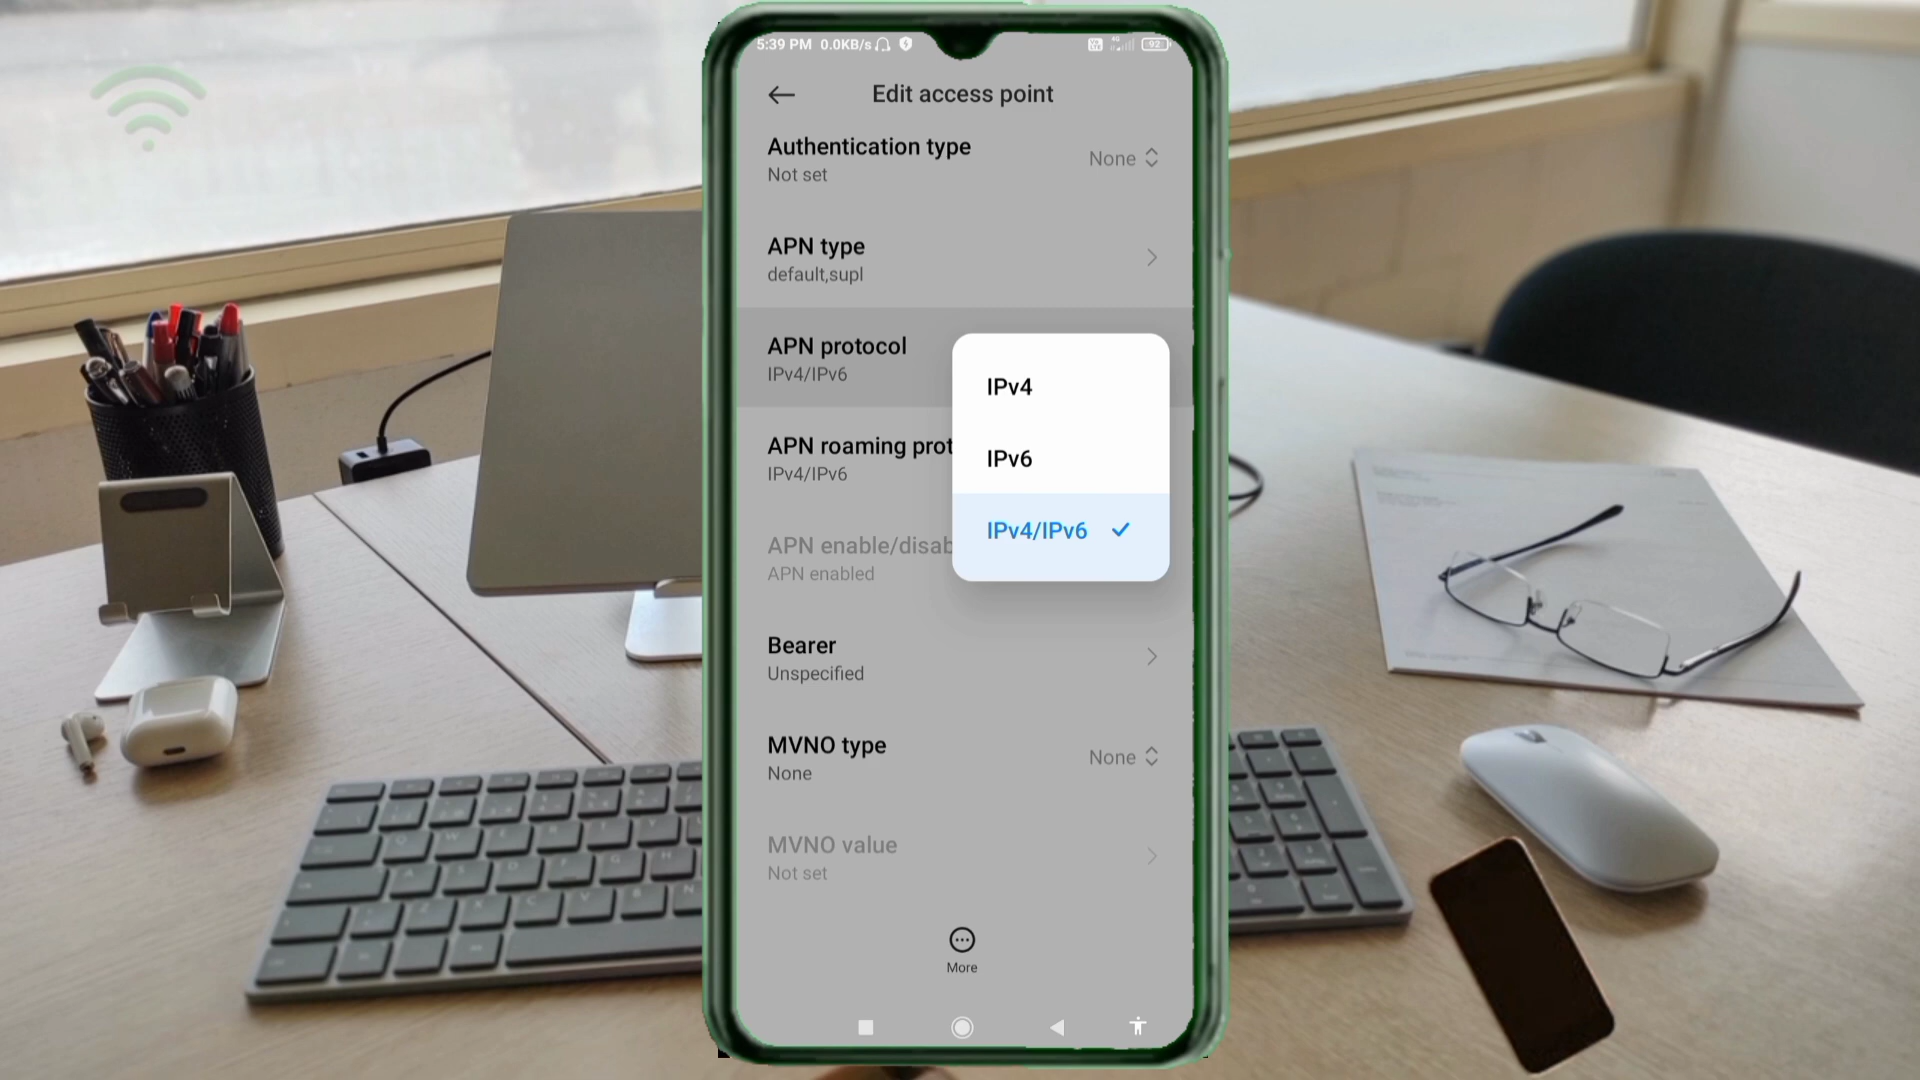 5:39 PM 0.0KB/s 4G 92
Edit access point
Authentication type
Not set
None
APN type
default,supl
APN protocol
IPv4/IPv6
IPv4
IPv6
IPv4/IPv6
APN roaming prot
IPv4/IPv6
APN enable/disab
APN enabled
Bearer
Unspecified
MVNO type
None
None
MVNO value
Not set
More